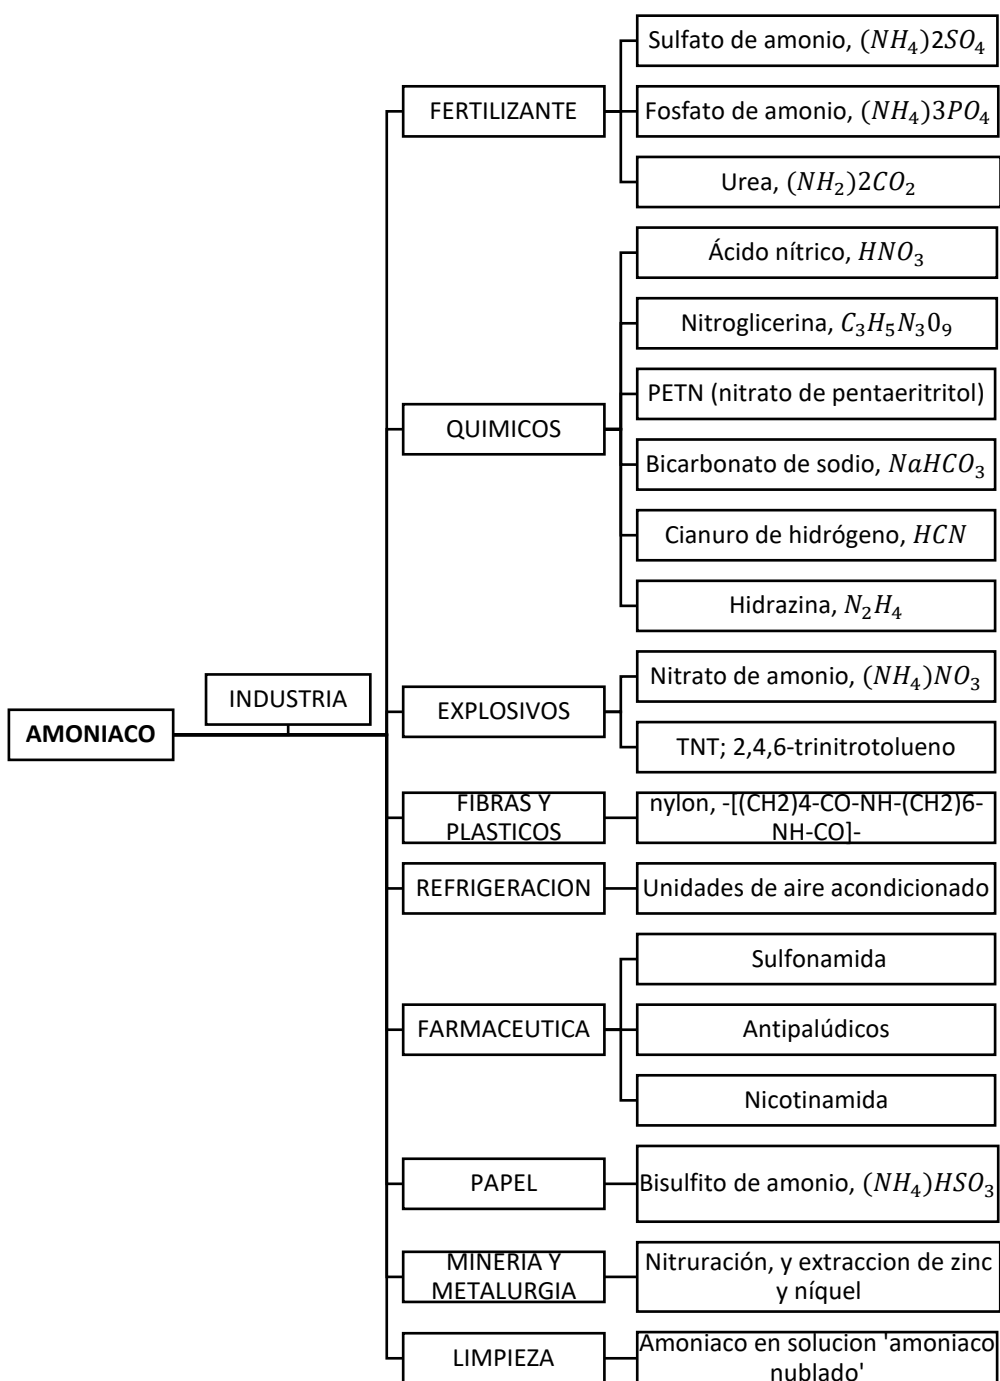 AMONIACO
INDUSTRIA
FERTILIZANTE
Sulfato de amonio, (NH₄)2SO₄
Fosfato de amonio, (NH₄)3PO₄
Urea, (NH₂)2CO₂
QUIMICOS
Ácido nítrico, HNO₃
Nitroglicerina, C₃H₅N₃0₉
PETN (nitrato de pentaeritritol)
Bicarbonato de sodio, NaHCO₃
Cianuro de hidrógeno, HCN
Hidrazina, N₂H₄
EXPLOSIVOS
Nitrato de amonio, (NH₄)NO₃
TNT; 2,4,6-trinitrotolueno
FIBRAS Y
PLASTICOS
nylon, -[(CH2)4-CO-NH-(CH2)6-
NH-CO]-
REFRIGERACION
Unidades de aire acondicionado
FARMACEUTICA
Sulfonamida
Antipalúdicos
Nicotinamida
PAPEL
Bisulfito de amonio, (NH₄)HSO₃
MINERIA Y
METALURGIA
Nitruración, y extraccion de zinc
y níquel
LIMPIEZA
Amoniaco en solucion 'amoniaco
nublado'